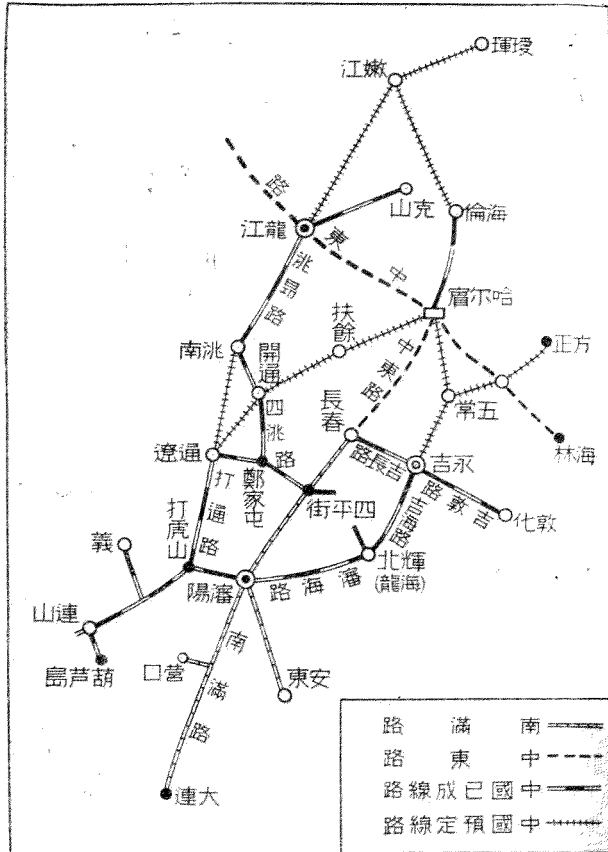 璦琿
嫩江
克山
海倫
龍江
中東路
哈尔賓
洮昂路
扶餘
方正
洮南
開通
中東路
五常
長春
海林
四洮路
通遼
吉長路
永吉
鄭家屯
四平街
吉敦路
敦化
打通路
打虎山
吉海路
義
輝北
(海龍)
瀋陽
瀋海路
連山
葫芦島
營口
安東
南滿路
大連
南滿路
中東路
中國已成線路
中國預定線路